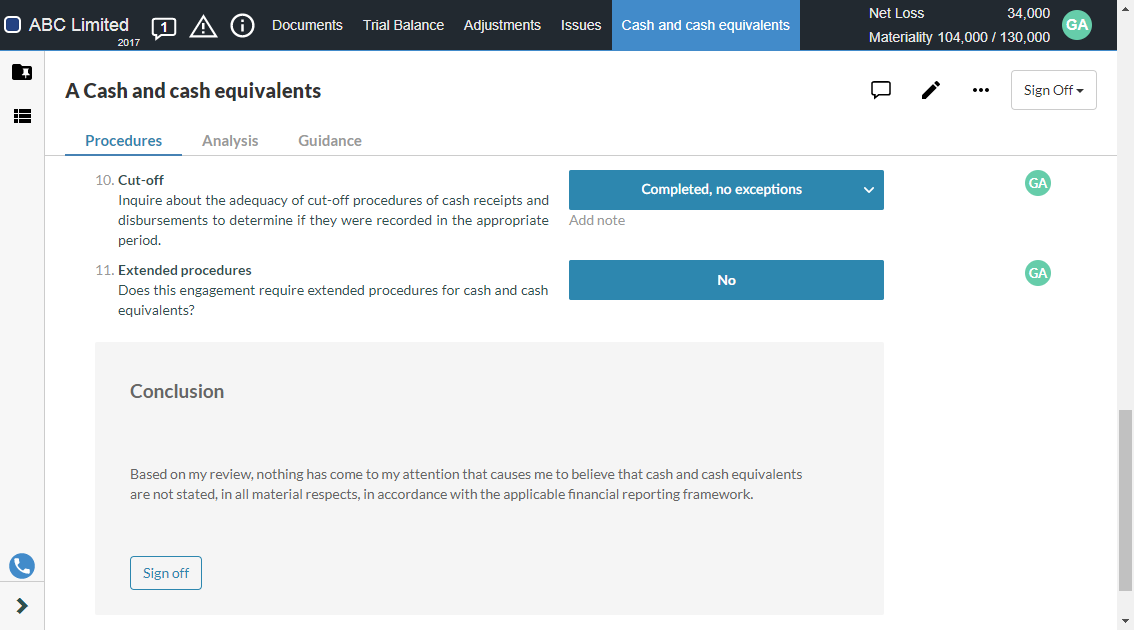 ABC Limited
2017
1
Documents
Trial Balance
Adjustments
Issues
Cash and cash equivalents
Net Loss 34,000
Materiality 104,000 / 130,000
GA
A Cash and cash equivalents
Sign Off
Procedures
Analysis
Guidance
10. Cut-off
Inquire about the adequacy of cut-off procedures of cash receipts and
disbursements to determine if they were recorded in the appropriate
period.
Completed, no exceptions
Add note
GA
11. Extended procedures
Does this engagement require extended procedures for cash and cash
equivalents?
No
GA
Conclusion
Based on my review, nothing has come to my attention that causes me to believe that cash and cash equivalents
are not stated, in all material respects, in accordance with the applicable financial reporting framework.
Sign off